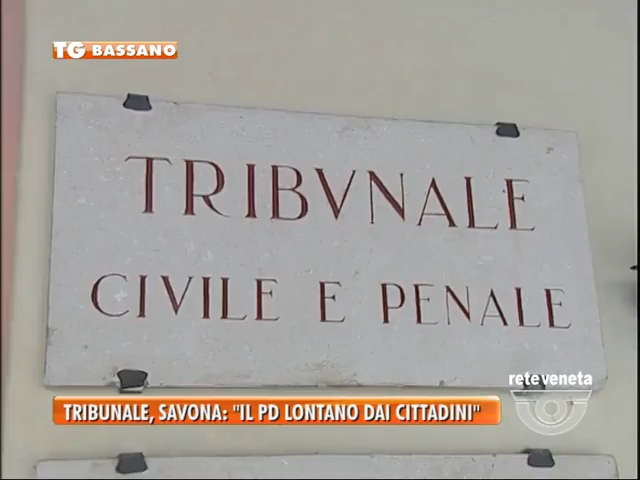 TG BASSANO
TRIBVNALE
CIVILE E PENALE
reteveneta
TRIBUNALE, SAVONA: "IL PD LONTANO DAI CITTADINI"